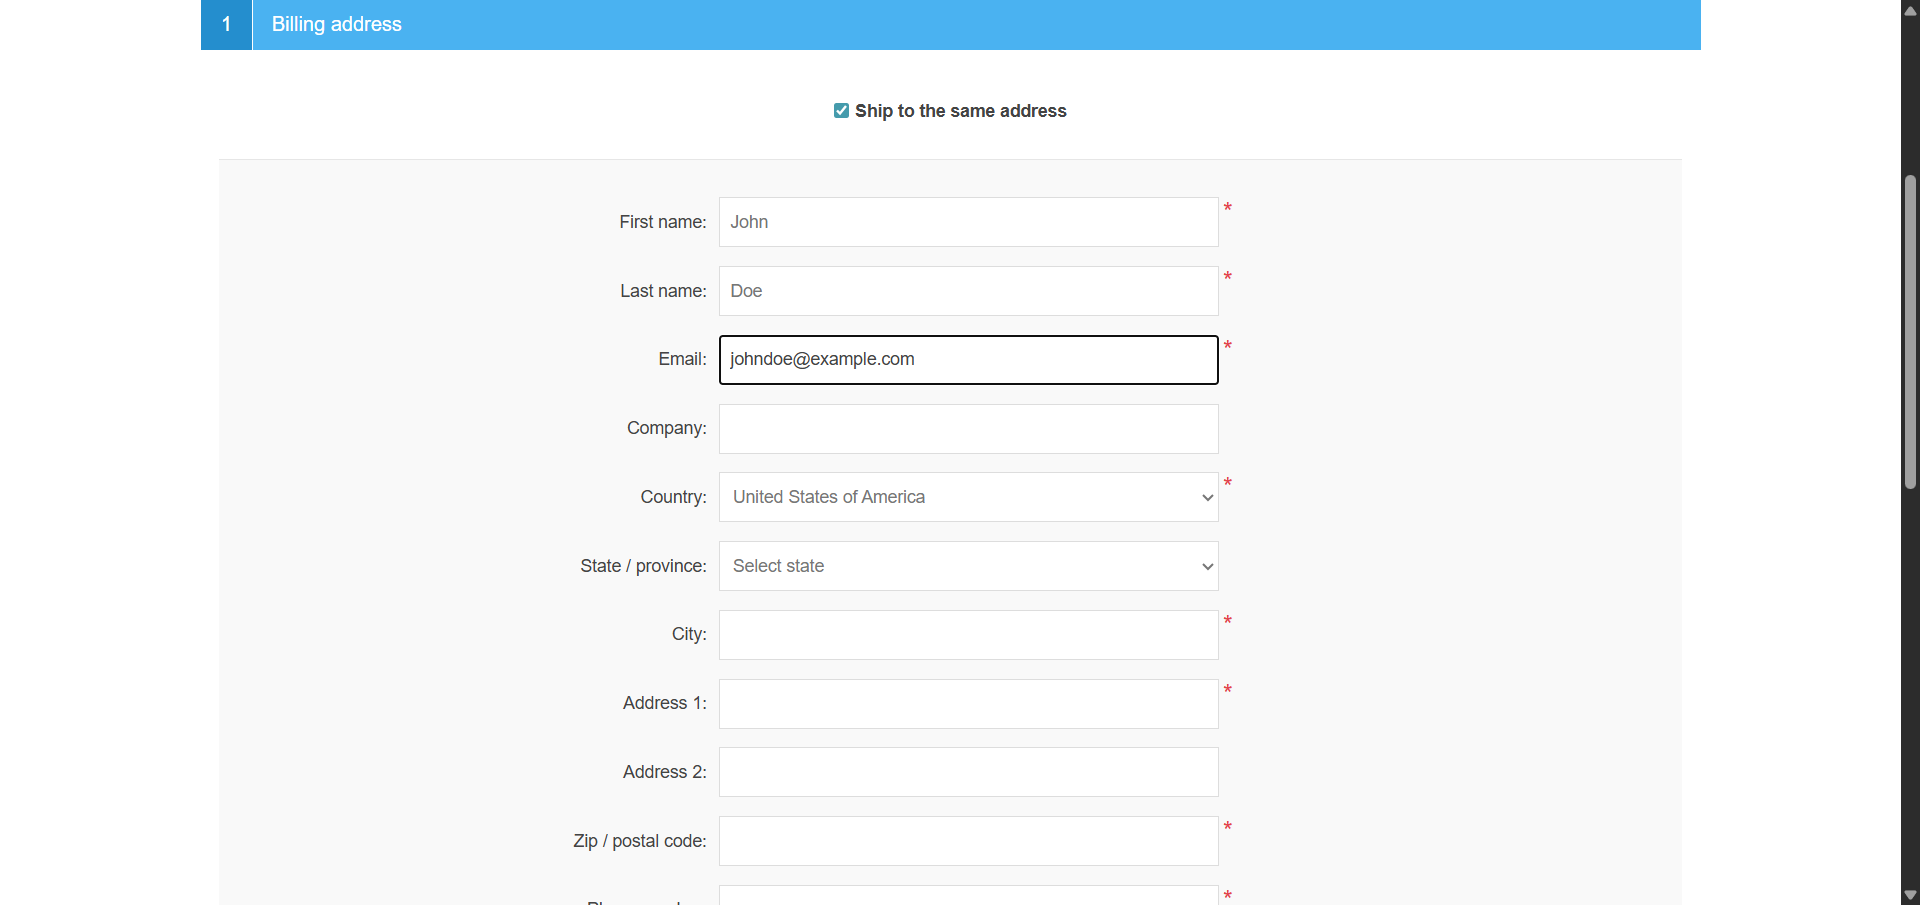 1 Billing address
Ship to the same address
First name: John *
Last name: Doe *
Email: johndoe@example.com *
Company:
Country: United States of America *
State / province: Select state
City: *
Address 1: *
Address 2:
Zip / postal code: *
*